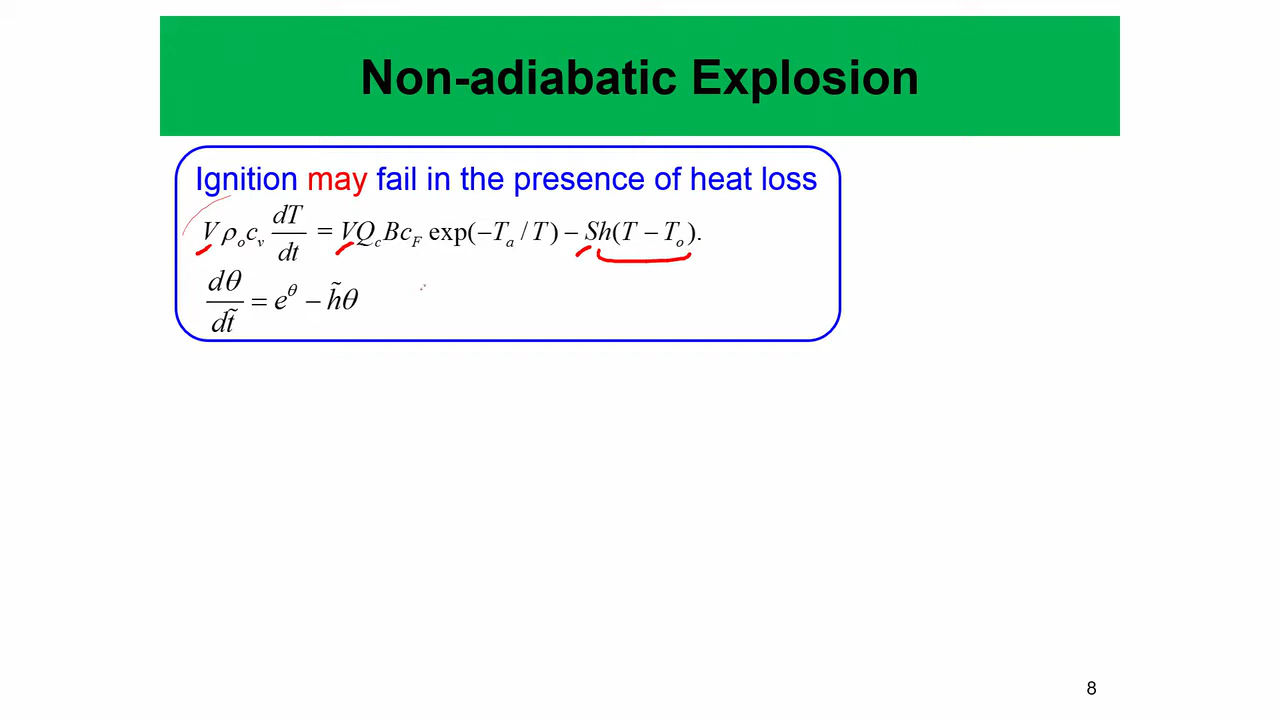 Non-adiabatic Explosion
Ignition may fail in the presence of heat loss
Vρ_o c_v dT/dt = VQ_c Bc_F exp(−T_a / T) − Sh(T − T_o).
dθ/dt̃ = e^θ − h̃θ
8